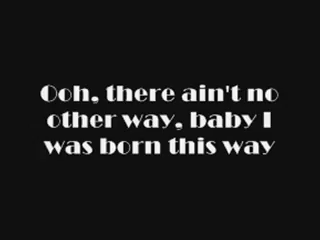 Ooh, there ain't no
other way, baby I
was born this way